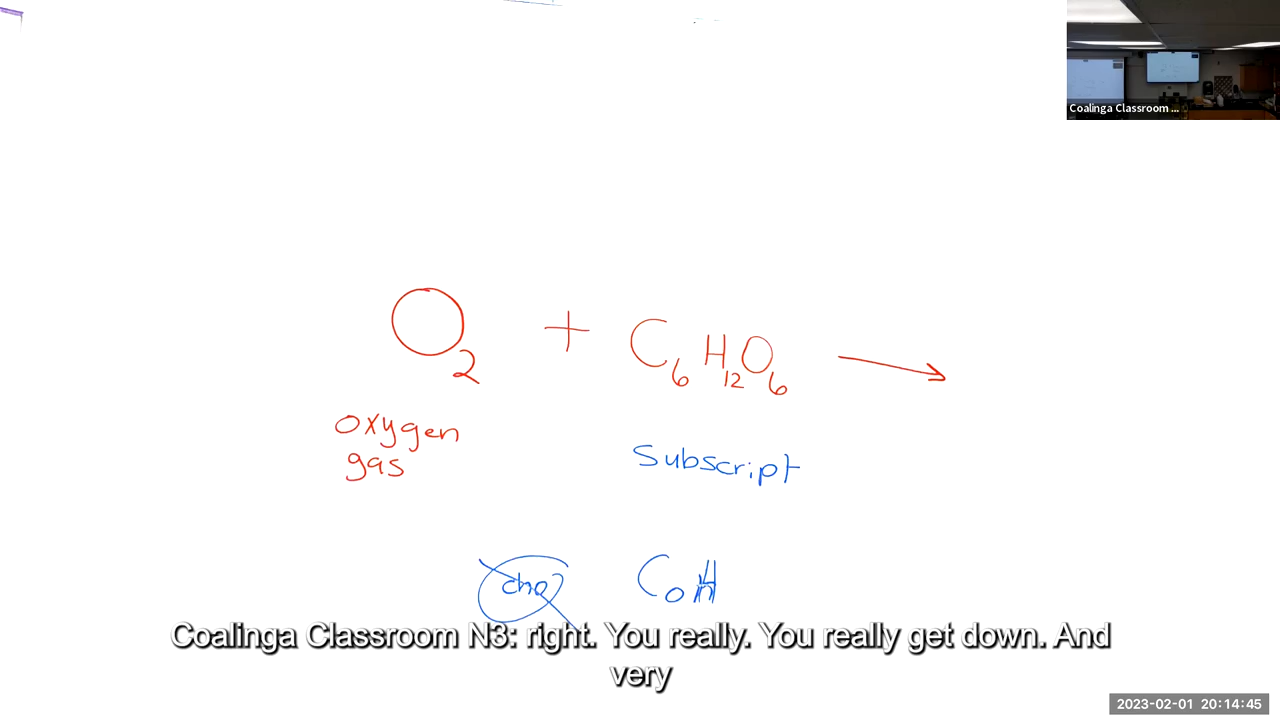 Coalinga Classroom ...
O2 + C6H12O6 →
oxygen
gas
Subscript
cho
Coalinga Classroom N3: right. You really. You really get down. And
very
2023-02-01 20:14:45